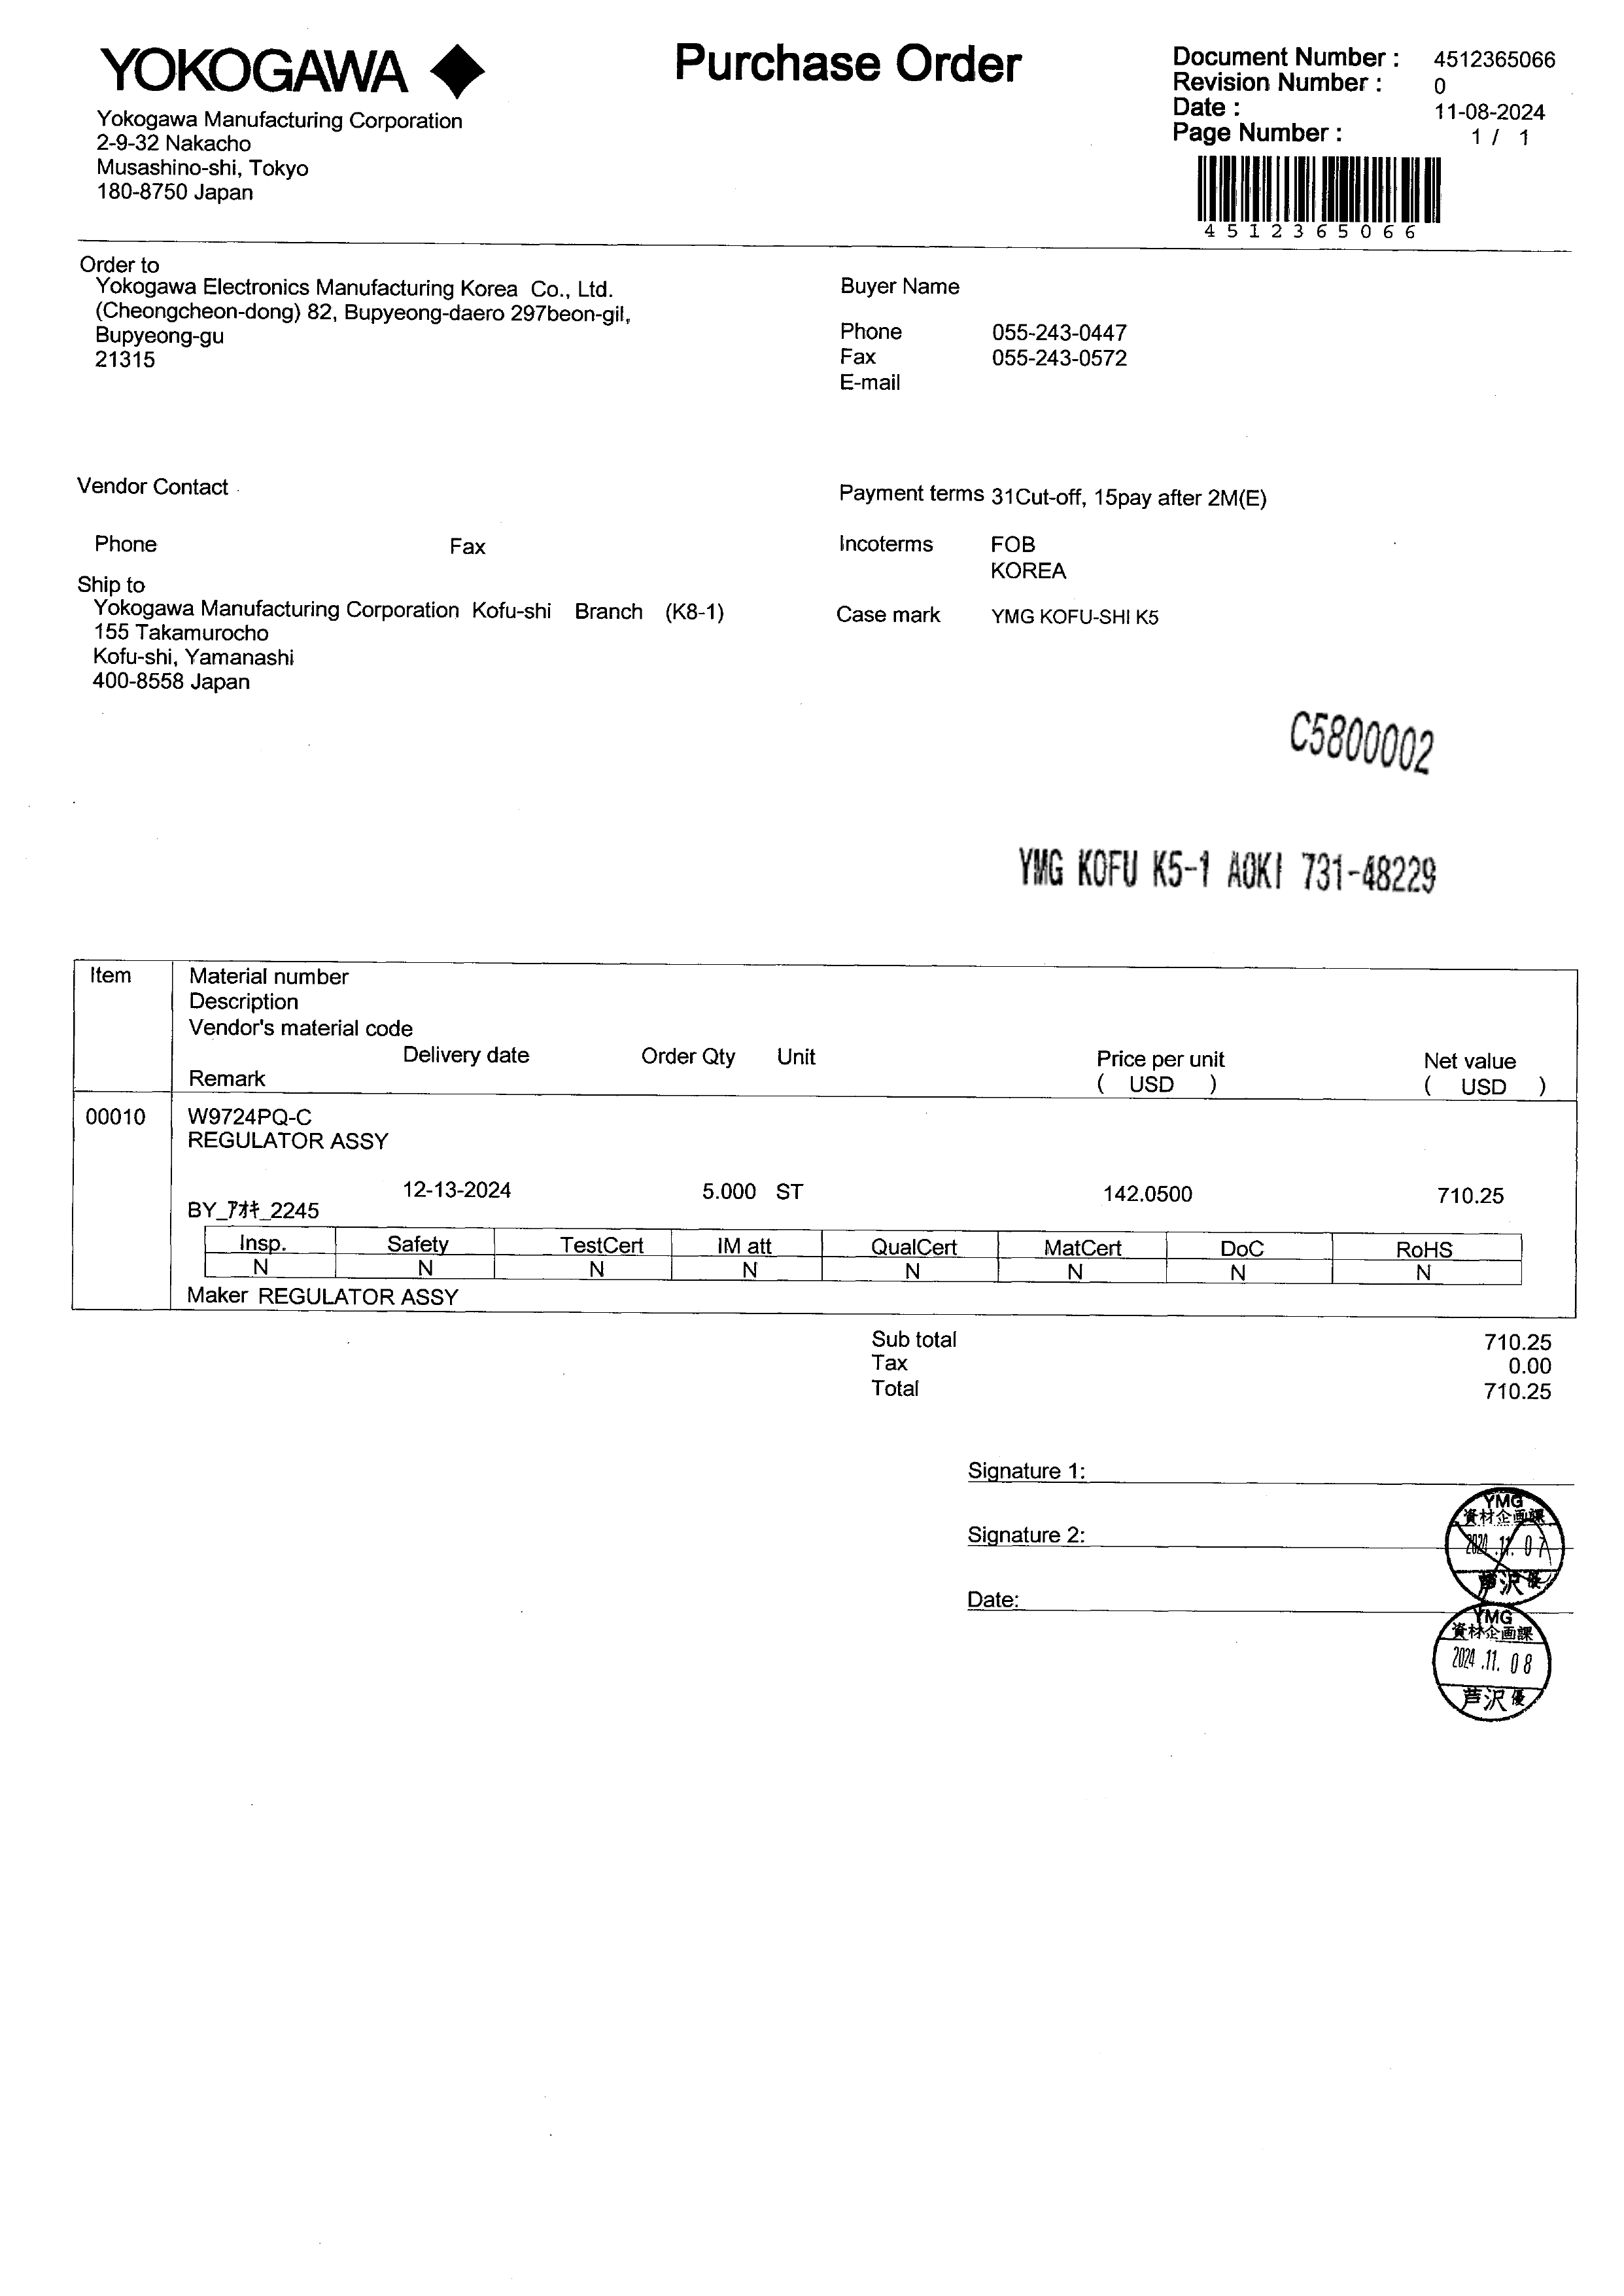 YOKOGAWA
Purchase Order
Yokogawa Manufacturing Corporation
2-9-32 Nakacho
Musashino-shi, Tokyo
180-8750 Japan
Document Number : 4512365066
Revision Number : 0
Date : 11-08-2024
Page Number : 1 / 1
4512365066
Order to
Yokogawa Electronics Manufacturing Korea Co., Ltd.
(Cheongcheon-dong) 82, Bupyeong-daero 297beon-gil,
Bupyeong-gu
21315
Buyer Name
Phone 055-243-0447
Fax 055-243-0572
E-mail
Vendor Contact
Phone Fax
Payment terms 31Cut-off, 15pay after 2M(E)
Incoterms FOB
KOREA
Ship to
Yokogawa Manufacturing Corporation Kofu-shi Branch (K8-1)
155 Takamurocho
Kofu-shi, Yamanashi
400-8558 Japan
Case mark YMG KOFU-SHI K5
C5800002
YMG KOFU K5-1 AOKI 731-48229
Item Material number
Description
Vendor's material code
Delivery date Order Qty Unit Price per unit Net value
Remark ( USD ) ( USD )
00010 W9724PQ-C
REGULATOR ASSY
12-13-2024 5.000 ST 142.0500 710.25
BY_ｱｵｷ_2245
Insp. Safety TestCert IM att QualCert MatCert DoC RoHS
N N N N N N N N
Maker REGULATOR ASSY
Sub total 710.25
Tax 0.00
Total 710.25
Signature 1:
Signature 2:
Date:
YMG
資材企画課
2024.11.07
芦沢優
YMG
資材企画課
2024.11.08
芦沢優